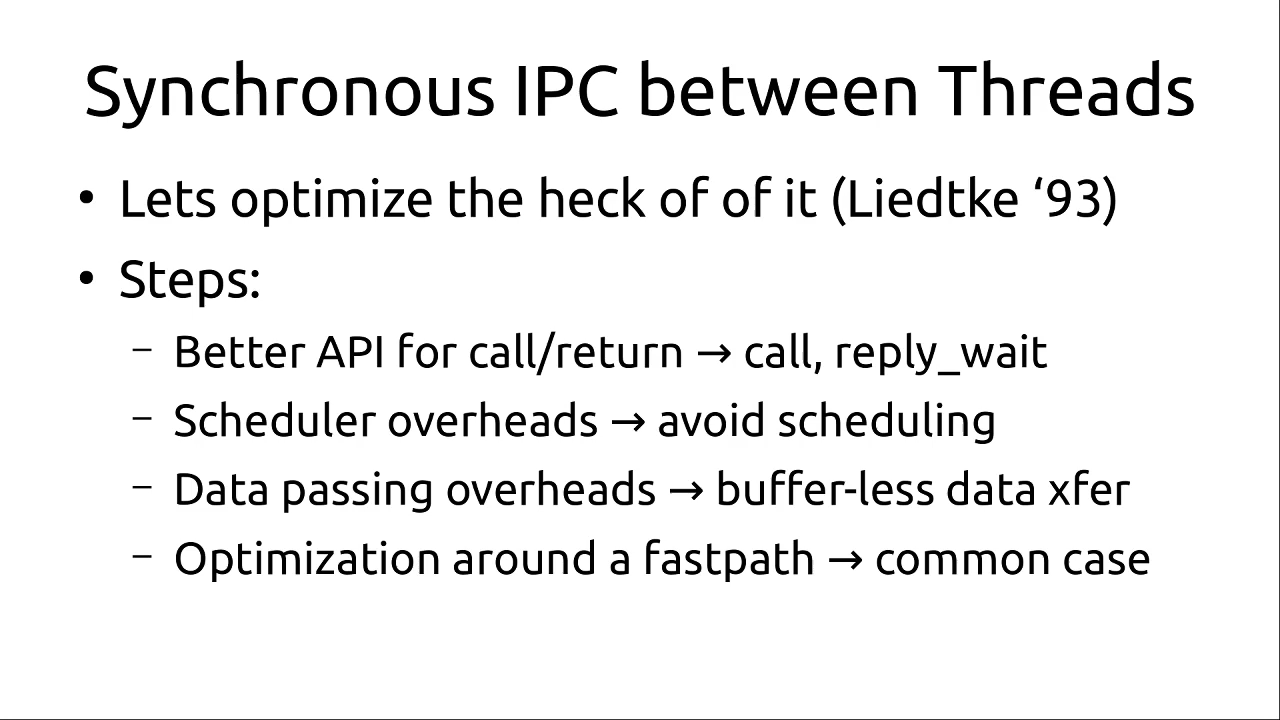 Synchronous IPC between Threads
• Lets optimize the heck of of it (Liedtke ‘93)
• Steps:
– Better API for call/return → call, reply_wait
– Scheduler overheads → avoid scheduling
– Data passing overheads → buffer-less data xfer
– Optimization around a fastpath → common case